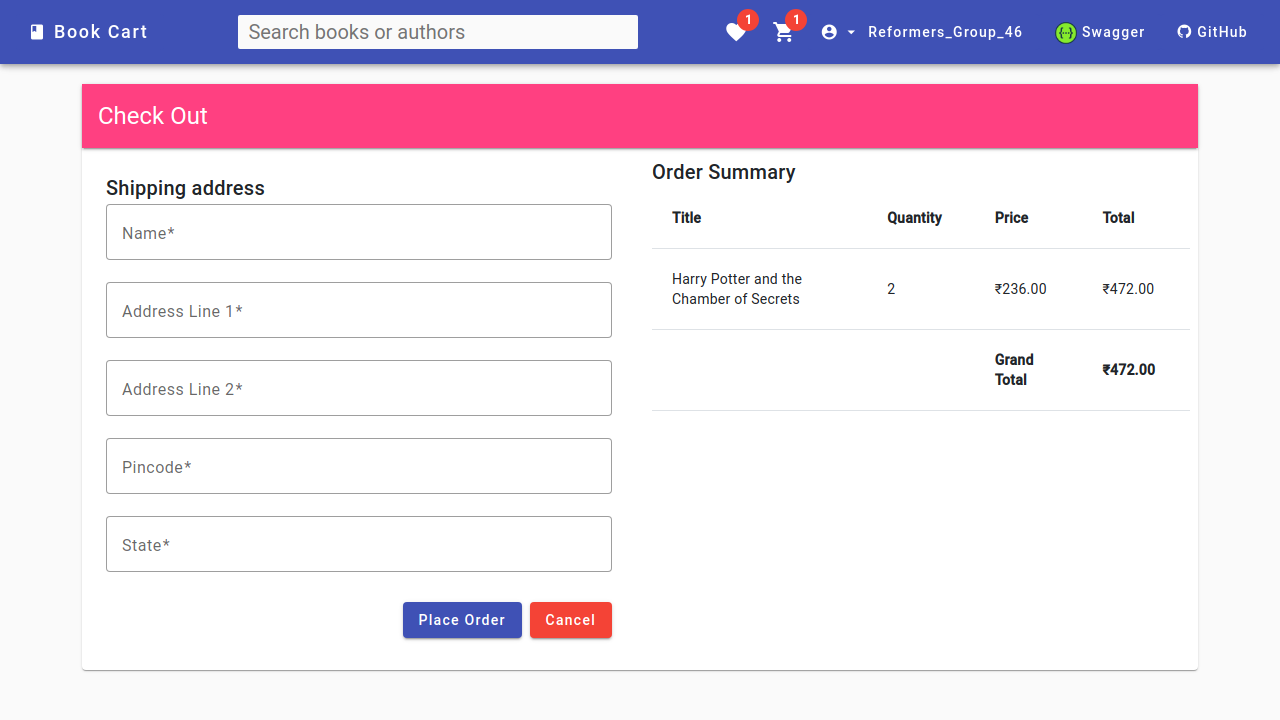 Book Cart
Search books or authors
1
1
Reformers_Group_46
Swagger
GitHub
Check Out
Shipping address
Name*
Address Line 1*
Address Line 2*
Pincode*
State*
Place Order
Cancel
Order Summary
Title Quantity Price Total
Harry Potter and the
Chamber of Secrets
2 ₹236.00 ₹472.00
Grand
Total
₹472.00